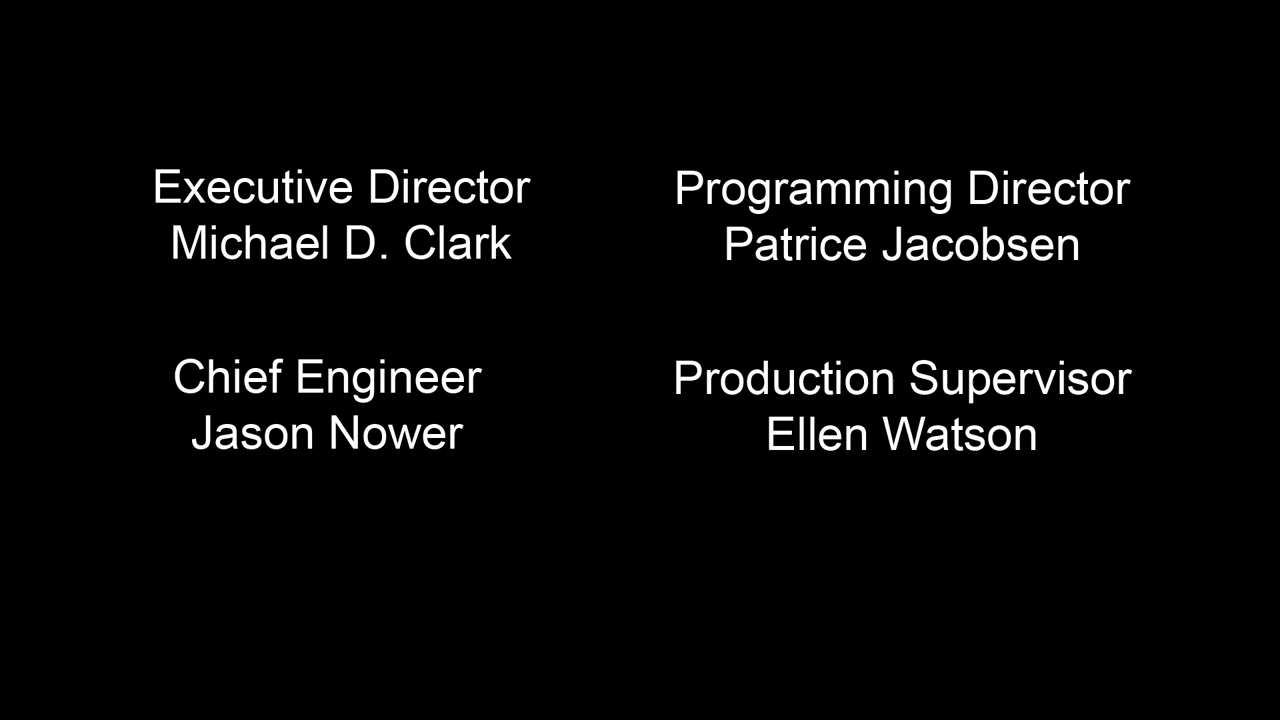 Executive Director
Michael D. Clark
Programming Director
Patrice Jacobsen
Chief Engineer
Jason Nower
Production Supervisor
Ellen Watson